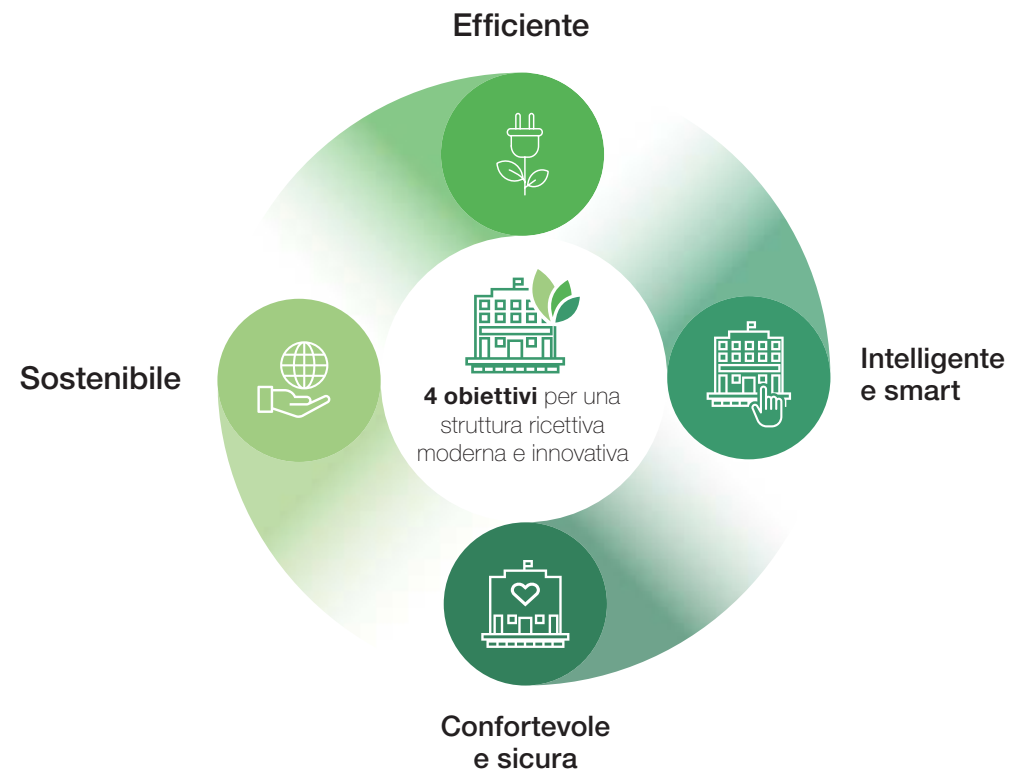 Efficiente
Sostenibile
4 obiettivi per una
struttura ricettiva
moderna e innovativa
Intelligente
e smart
Confortevole
e sicura